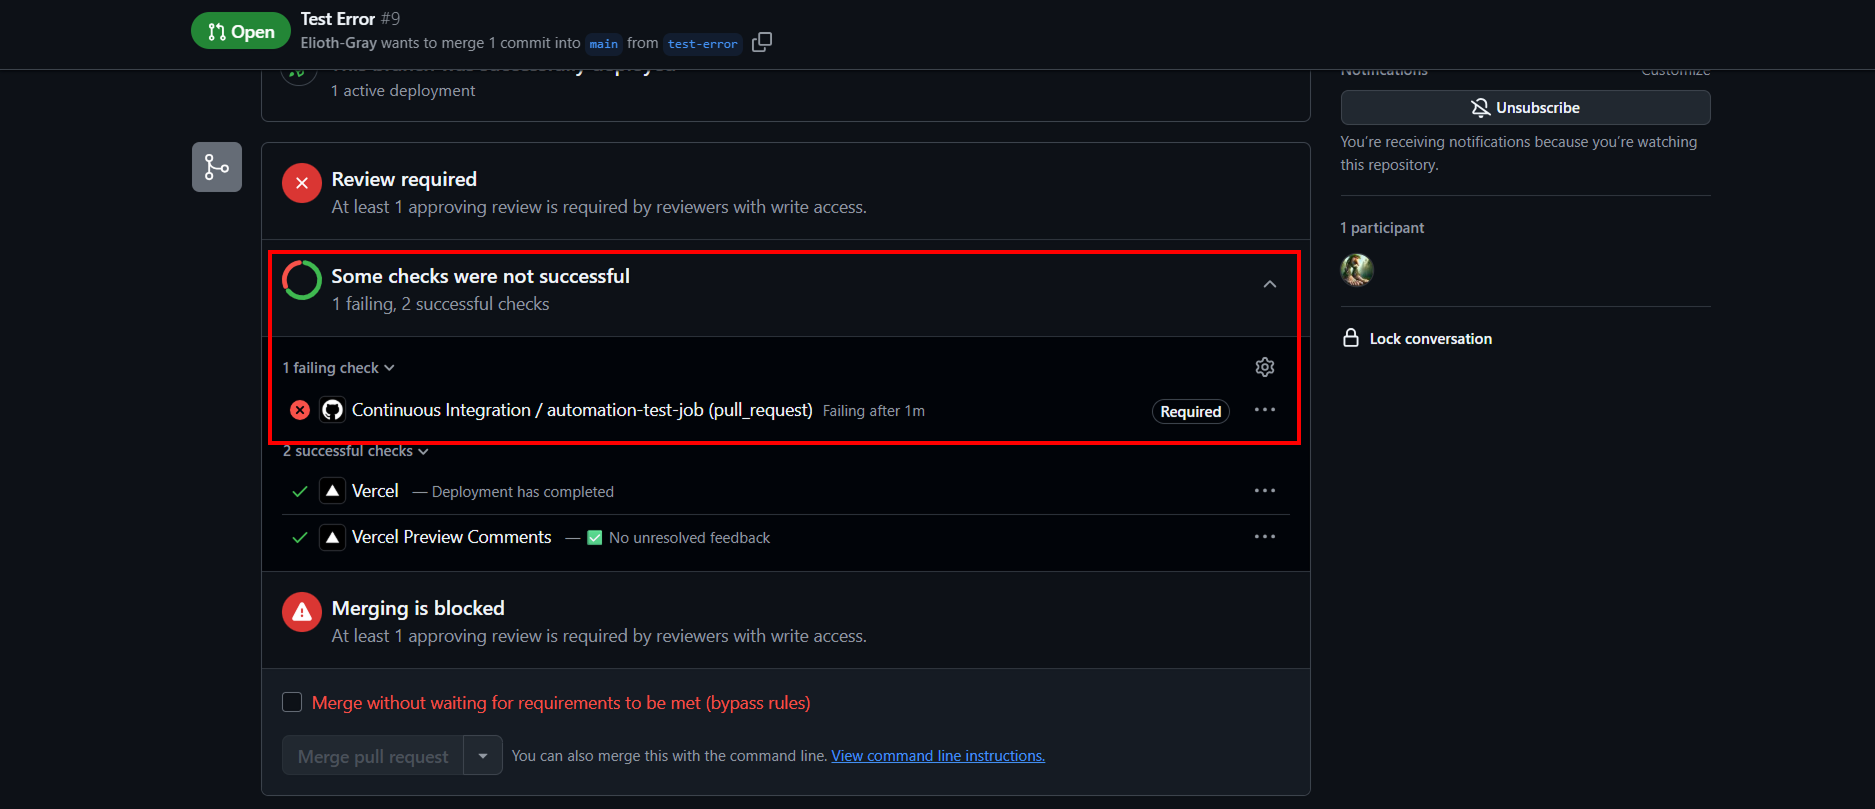 Open
Test Error #9
Elioth-Gray wants to merge 1 commit into main from test-error
This branch was successfully deployed
1 active deployment
Notifications
Customize
Unsubscribe
You're receiving notifications because you're watching
this repository.
1 participant
Lock conversation
Review required
At least 1 approving review is required by reviewers with write access.
Some checks were not successful
1 failing, 2 successful checks
1 failing check
Continuous Integration / automation-test-job (pull_request) Failing after 1m
Required
2 successful checks
Vercel — Deployment has completed
Vercel Preview Comments — ✅ No unresolved feedback
Merging is blocked
At least 1 approving review is required by reviewers with write access.
Merge without waiting for requirements to be met (bypass rules)
Merge pull request
You can also merge this with the command line. View command line instructions.